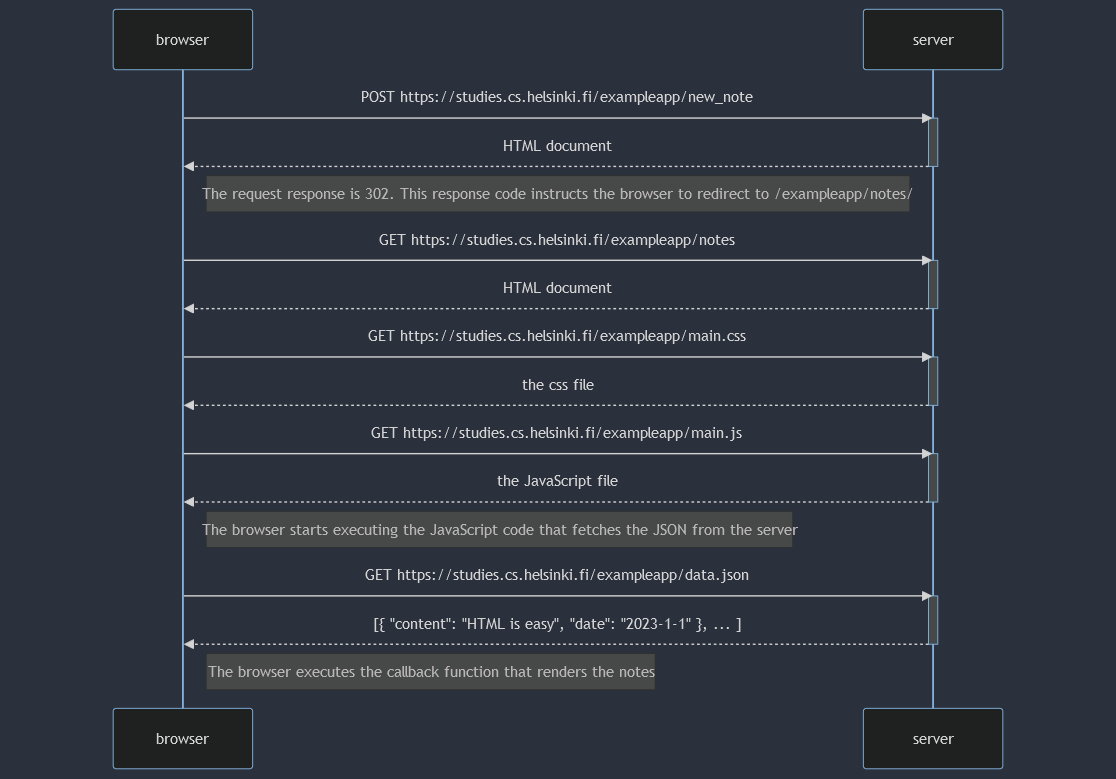 browser
server
POST https://studies.cs.helsinki.fi/exampleapp/new_note
HTML document
The request response is 302. This response code instructs the browser to redirect to /exampleapp/notes/
GET https://studies.cs.helsinki.fi/exampleapp/notes
HTML document
GET https://studies.cs.helsinki.fi/exampleapp/main.css
the css file
GET https://studies.cs.helsinki.fi/exampleapp/main.js
the JavaScript file
The browser starts executing the JavaScript code that fetches the JSON from the server
GET https://studies.cs.helsinki.fi/exampleapp/data.json
[{ "content": "HTML is easy", "date": "2023-1-1" }, ... ]
The browser executes the callback function that renders the notes
browser
server